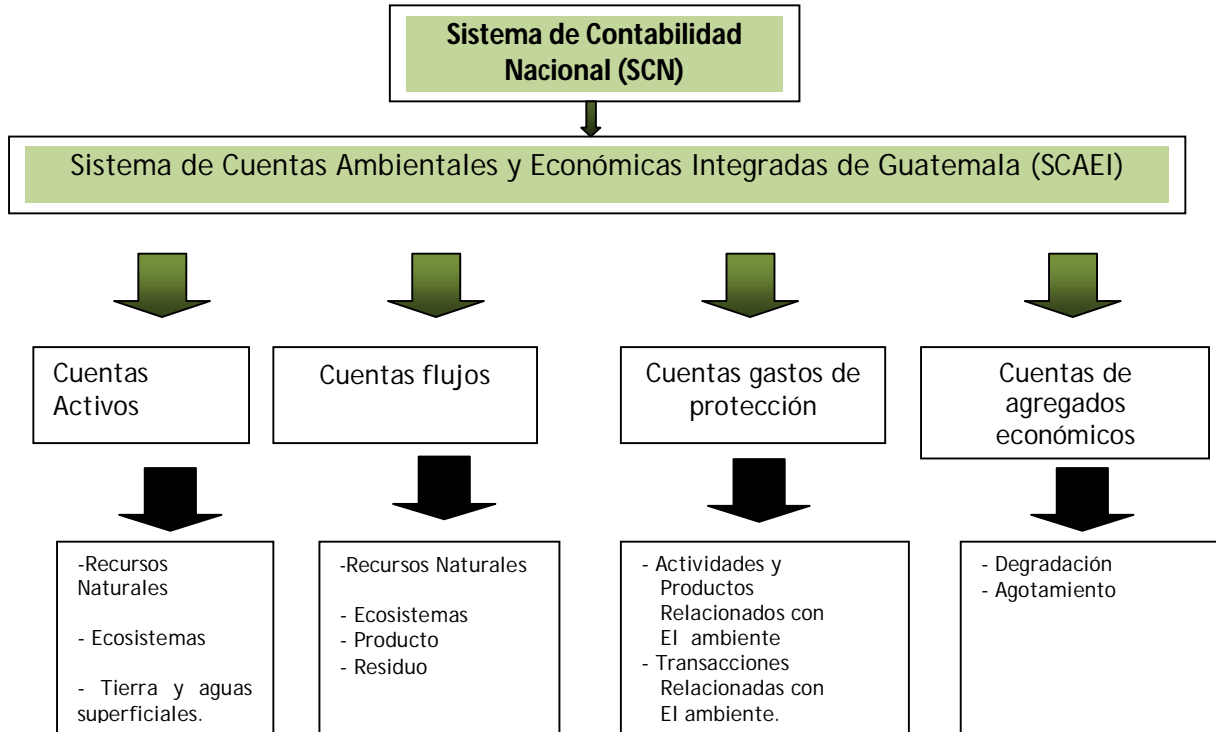 Sistema de Contabilidad
Nacional (SCN)
Sistema de Cuentas Ambientales y Económicas Integradas de Guatemala (SCAEI)
Cuentas
Activos
Cuentas flujos
Cuentas gastos de
protección
Cuentas de
agregados
económicos
-Recursos
Naturales
- Ecosistemas
- Tierra y aguas
superficiales.
-Recursos Naturales
- Ecosistemas
- Producto
- Residuo
- Actividades y
Productos
Relacionados con
El ambiente
- Transacciones
Relacionadas con
El ambiente.
- Degradación
- Agotamiento